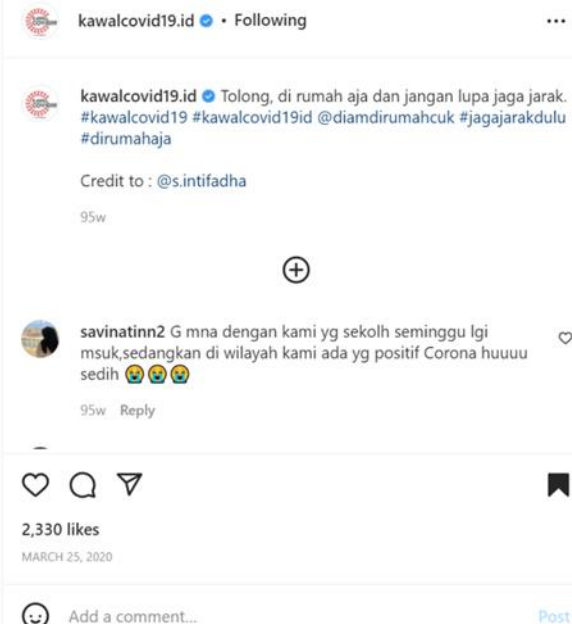 kawalcovid19.id • Following
kawalcovid19.id Tolong, di rumah aja dan jangan lupa jaga jarak.
#kawalcovid19 #kawalcovid19id @diamdirumahcuk #jagajarakdulu
#dirumahaja
Credit to : @s.intifadha
95w
savinatinn2 G mna dengan kami yg sekolh seminggu lgi
msuk,sedangkan di wilayah kami ada yg positif Corona huuuu
sedih 😭😭😭
95w Reply
2,330 likes
MARCH 25, 2020
Add a comment...
Post